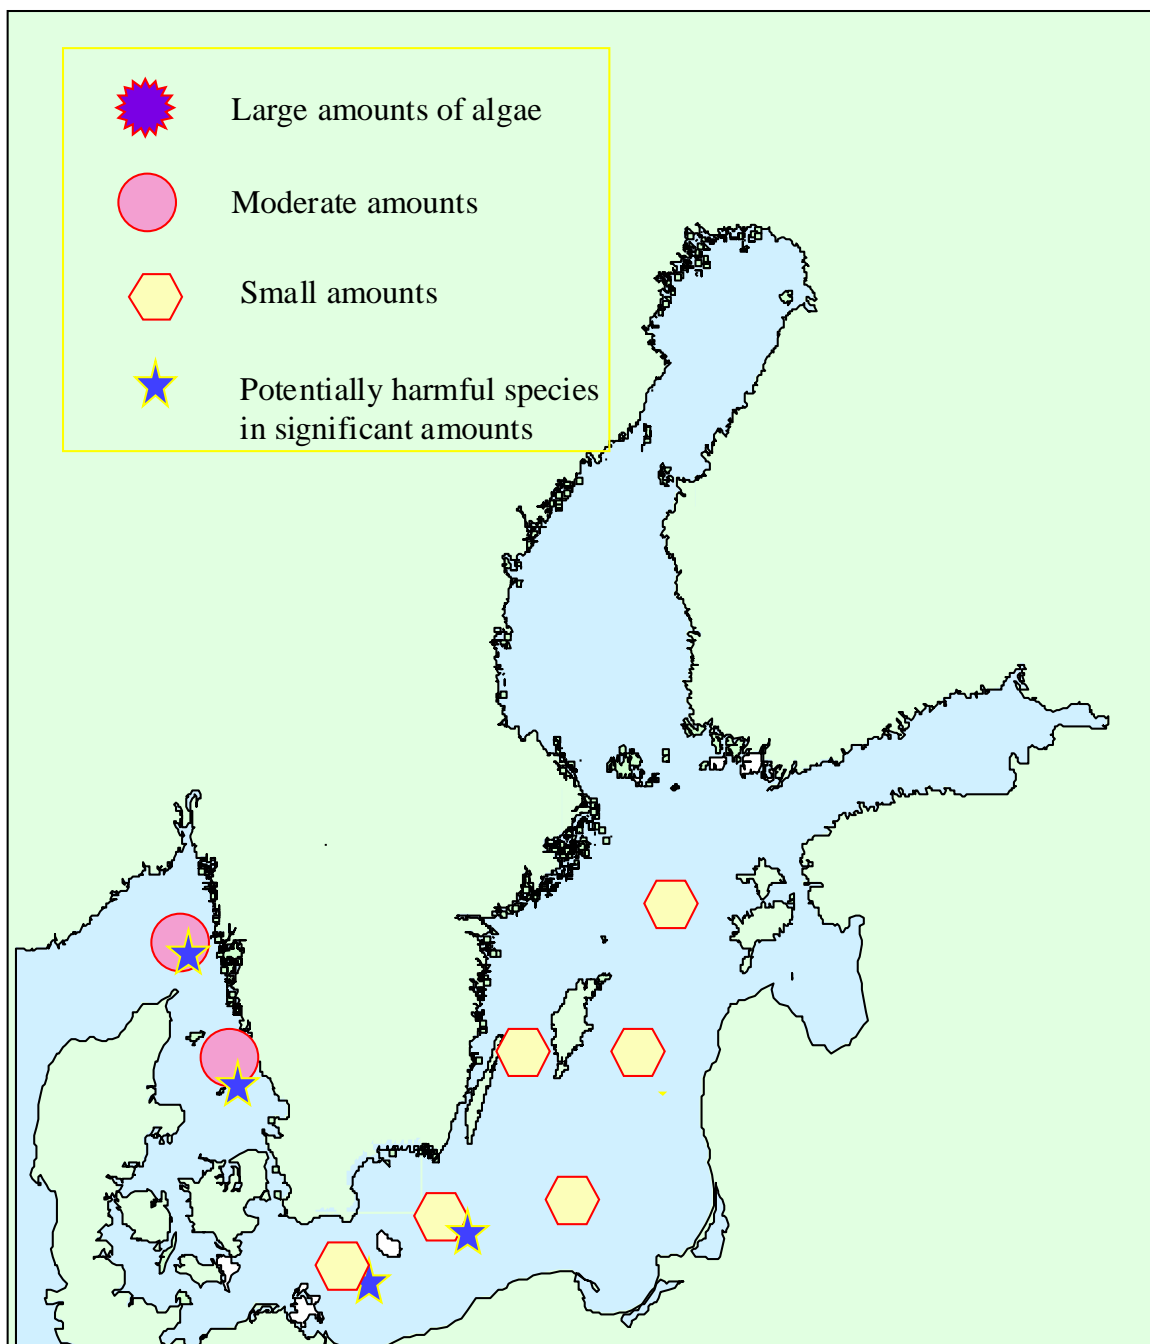 Large amounts of algae
Moderate amounts
Small amounts
Potentially harmful species
in significant amounts